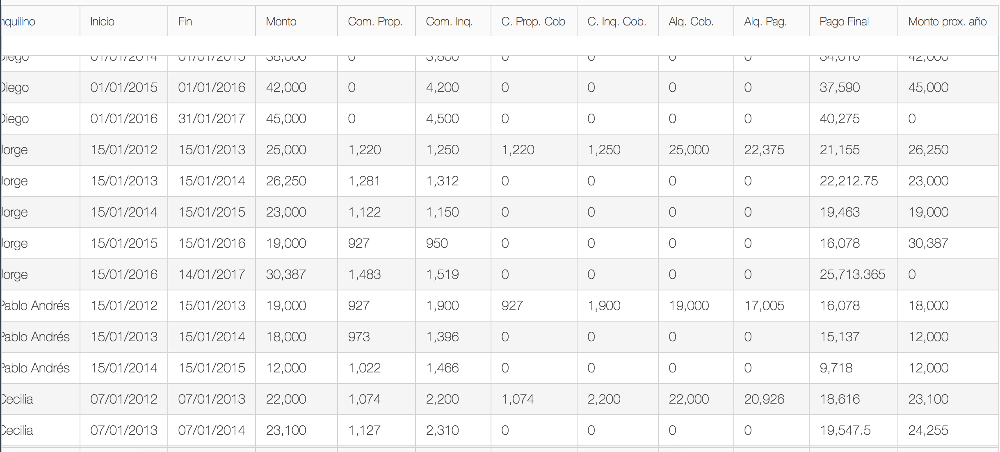 nquilino Inicio Fin Monto Com. Prop. Com. Inq. C. Prop. Cob C. Inq. Cob. Alq. Cob. Alq. Pag. Pago Final Monto prox. año
Diego 01/01/2014 01/01/2015 38,000 0 3,800 0 0 0 0 34,010 42,000
Diego 01/01/2015 01/01/2016 42,000 0 4,200 0 0 0 0 37,590 45,000
Diego 01/01/2016 31/01/2017 45,000 0 4,500 0 0 0 0 40,275 0
Jorge 15/01/2012 15/01/2013 25,000 1,220 1,250 1,220 1,250 25,000 22,375 21,155 26,250
Jorge 15/01/2013 15/01/2014 26,250 1,281 1,312 0 0 0 0 22,212.75 23,000
Jorge 15/01/2014 15/01/2015 23,000 1,122 1,150 0 0 0 0 19,463 19,000
Jorge 15/01/2015 15/01/2016 19,000 927 950 0 0 0 0 16,078 30,387
Jorge 15/01/2016 14/01/2017 30,387 1,483 1,519 0 0 0 0 25,713.365 0
Pablo Andrés 15/01/2012 15/01/2013 19,000 927 1,900 927 1,900 19,000 17,005 16,078 18,000
Pablo Andrés 15/01/2013 15/01/2014 18,000 973 1,396 0 0 0 0 15,137 12,000
Pablo Andrés 15/01/2014 15/01/2015 12,000 1,022 1,466 0 0 0 0 9,718 12,000
Cecilia 07/01/2012 07/01/2013 22,000 1,074 2,200 1,074 2,200 22,000 20,926 18,616 23,100
Cecilia 07/01/2013 07/01/2014 23,100 1,127 2,310 0 0 0 0 19,547.5 24,255